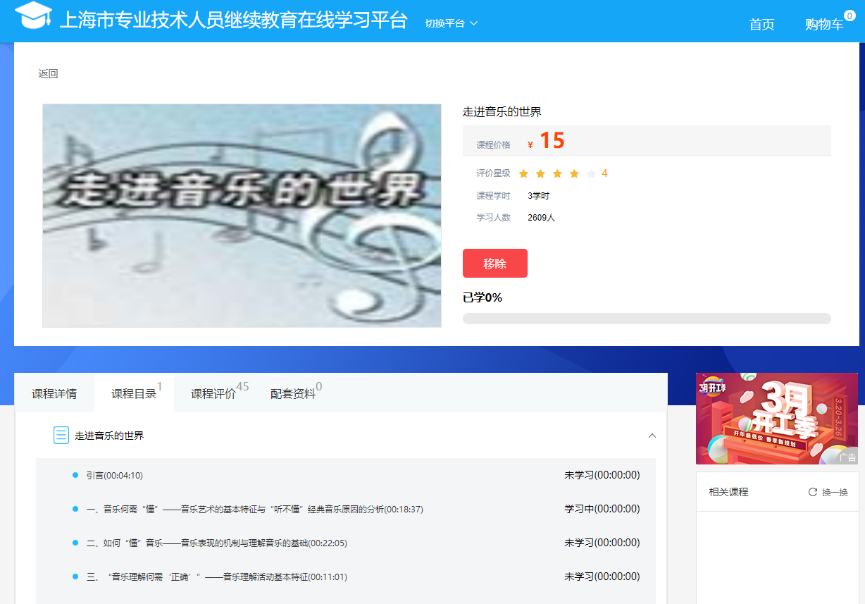 上海市专业技术人员继续教育在线学习平台 切换平台
首页 购物车 0
返回
走进音乐的世界
走进音乐的世界
课程价格 ¥ 15
评价星级 4
课程学时 3学时
学习人数 2609人
移除
已学0%
课程详情 课程目录1 课程评价45 配套资料0
走进音乐的世界
引言(00:04:10) 未学习(00:00:00)
一、音乐何需“懂”——音乐艺术的基本特征与“听不懂”经典音乐原因的分析(00:18:37) 学习中(00:00:00)
二、如何“懂”音乐——音乐表现的机制与理解音乐的基础(00:22:05) 未学习(00:00:00)
三、“音乐理解何需‘正确’”——音乐理解活动基本特征(00:11:01) 未学习(00:00:00)
3月开工季
3月
开工季
广告
相关课程 换一换